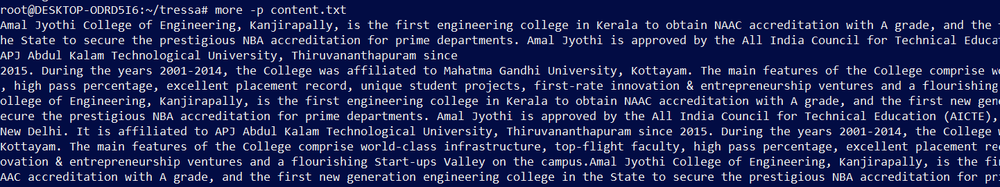 root@DESKTOP-ODRD5I6:~/tressa# more -p content.txt
Amal Jyothi College of Engineering, Kanjirapally, is the first engineering college in Kerala to obtain NAAC accreditation with A grade, and the
he State to secure the prestigious NBA accreditation for prime departments. Amal Jyothi is approved by the All India Council for Technical Educat
APJ Abdul Kalam Technological University, Thiruvananthapuram since
2015. During the years 2001-2014, the College was affiliated to Mahatma Gandhi University, Kottayam. The main features of the College comprise wo
, high pass percentage, excellent placement record, unique student projects, first-rate innovation & entrepreneurship ventures and a flourishing
ollege of Engineering, Kanjirapally, is the first engineering college in Kerala to obtain NAAC accreditation with A grade, and the first new gene
ecure the prestigious NBA accreditation for prime departments. Amal Jyothi is approved by the All India Council for Technical Education (AICTE),
New Delhi. It is affiliated to APJ Abdul Kalam Technological University, Thiruvananthapuram since 2015. During the years 2001-2014, the College w
Kottayam. The main features of the College comprise world-class infrastructure, top-flight faculty, high pass percentage, excellent placement rec
ovation & entrepreneurship ventures and a flourishing Start-ups Valley on the campus.Amal Jyothi College of Engineering, Kanjirapally, is the fir
AAC accreditation with A grade, and the first new generation engineering college in the State to secure the prestigious NBA accreditation for pri